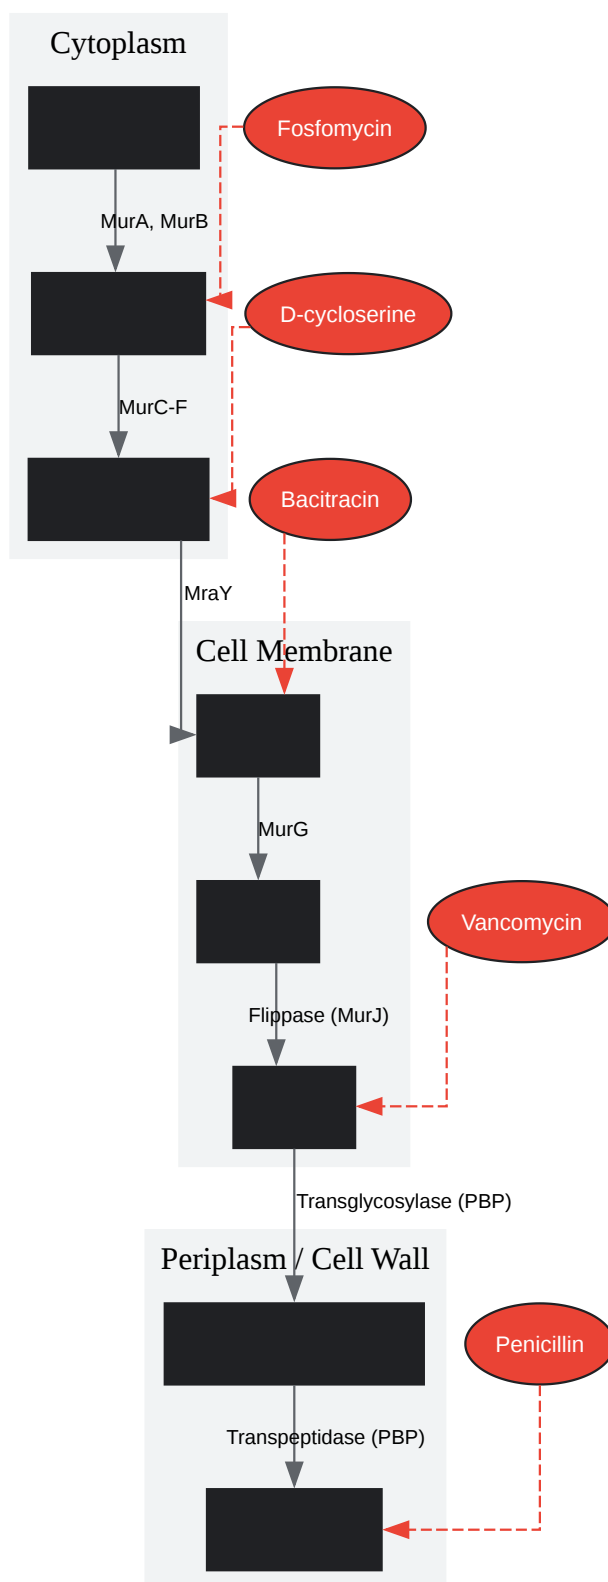 Cytoplasm
Fosfomycin
MurA, MurB
D-cycloserine
MurC-F
Bacitracin
MraY
Cell Membrane
MurG
Vancomycin
Flippase (MurJ)
Transglycosylase (PBP)
Periplasm / Cell Wall
Penicillin
Transpeptidase (PBP)